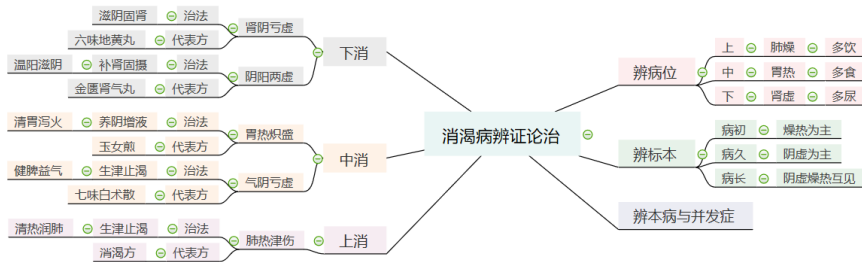 消渴病辨证论治
辨病位
上 肺燥 多饮
中 胃热 多食
下 肾虚 多尿
辨标本
病初 燥热为主
病久 阴虚为主
病长 阴虚燥热互见
辨本病与并发症
下消
肾阴亏虚
治法 滋阴固肾
代表方 六味地黄丸
阴阳两虚
治法 补肾固摄 温阳滋阴
代表方 金匮肾气丸
中消
胃热炽盛
治法 养阴增液 清胃泻火
代表方 玉女煎
气阴亏虚
治法 生津止渴 健脾益气
代表方 七味白术散
上消
肺热津伤
治法 生津止渴 清热润肺
代表方 消渴方